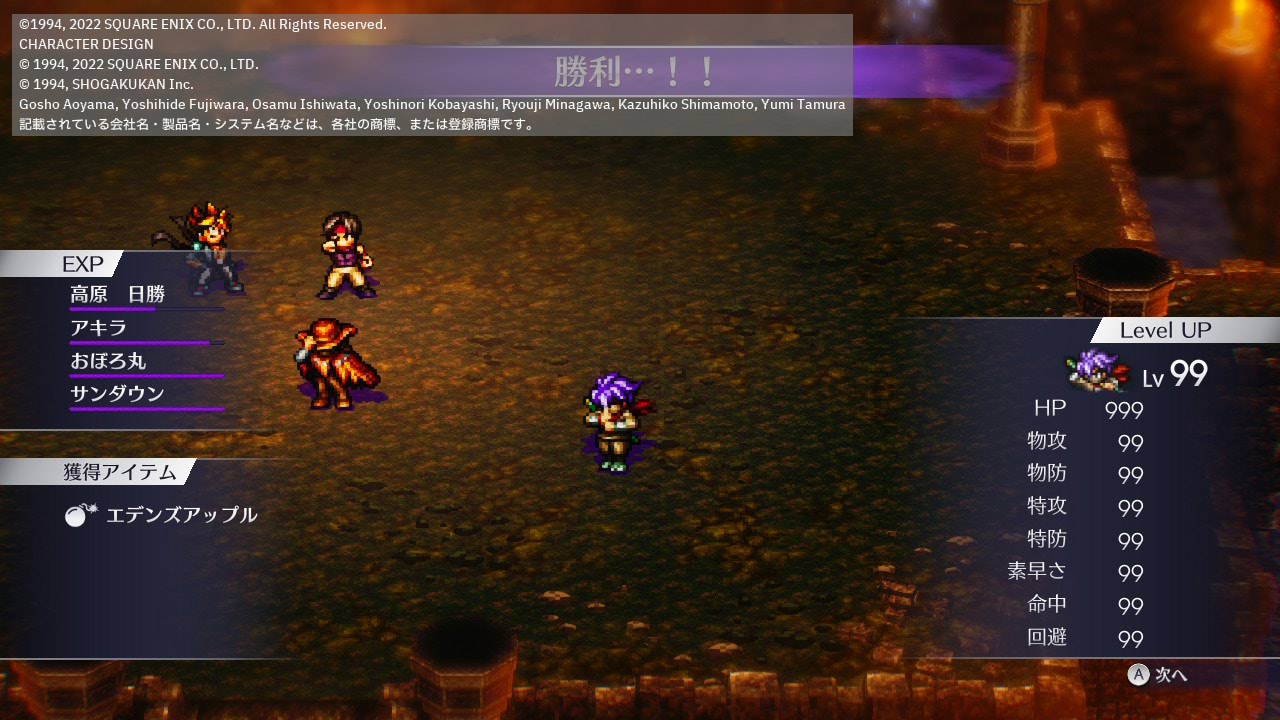 ©1994, 2022 SQUARE ENIX CO., LTD. All Rights Reserved.
CHARACTER DESIGN
© 1994, 2022 SQUARE ENIX CO., LTD.
© 1994, SHOGAKUKAN Inc.
Gosho Aoyama, Yoshihide Fujiwara, Osamu Ishiwata, Yoshinori Kobayashi, Ryouji Minagawa, Kazuhiko Shimamoto, Yumi Tamura
記載されている会社名・製品名・システム名などは、各社の商標、または登録商標です。
勝利…！！
EXP
高原　日勝
アキラ
おぼろ丸
サンダウン
獲得アイテム
エデンズアップル
Level UP
Lv 99
HP 999
物攻 99
物防 99
特攻 99
特防 99
素早さ 99
命中 99
回避 99
A 次へ